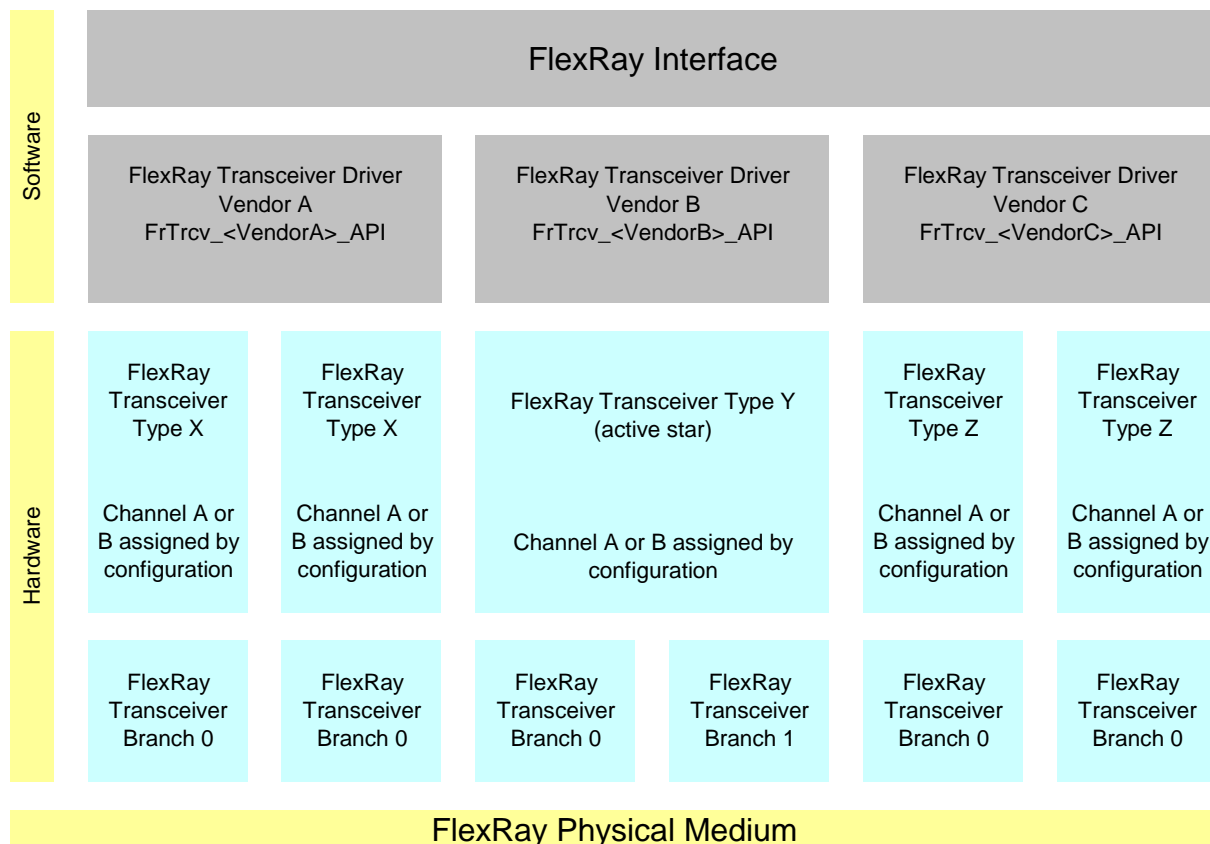 FlexRay Interface
Software
FlexRay Transceiver Driver
Vendor A
FrTrcv_<VendorA>_API
FlexRay Transceiver Driver
Vendor B
FrTrcv_<VendorB>_API
FlexRay Transceiver Driver
Vendor C
FrTrcv_<VendorC>_API
Hardware
FlexRay
Transceiver
Type X
Channel A or
B assigned by
configuration
FlexRay
Transceiver
Type X
Channel A or
B assigned by
configuration
FlexRay Transceiver Type Y
(active star)
Channel A or B assigned by
configuration
FlexRay
Transceiver
Type Z
Channel A or
B assigned by
configuration
FlexRay
Transceiver
Type Z
Channel A or
B assigned by
configuration
FlexRay
Transceiver
Branch 0
FlexRay
Transceiver
Branch 0
FlexRay
Transceiver
Branch 0
FlexRay
Transceiver
Branch 1
FlexRay
Transceiver
Branch 0
FlexRay
Transceiver
Branch 0
FlexRay Physical Medium